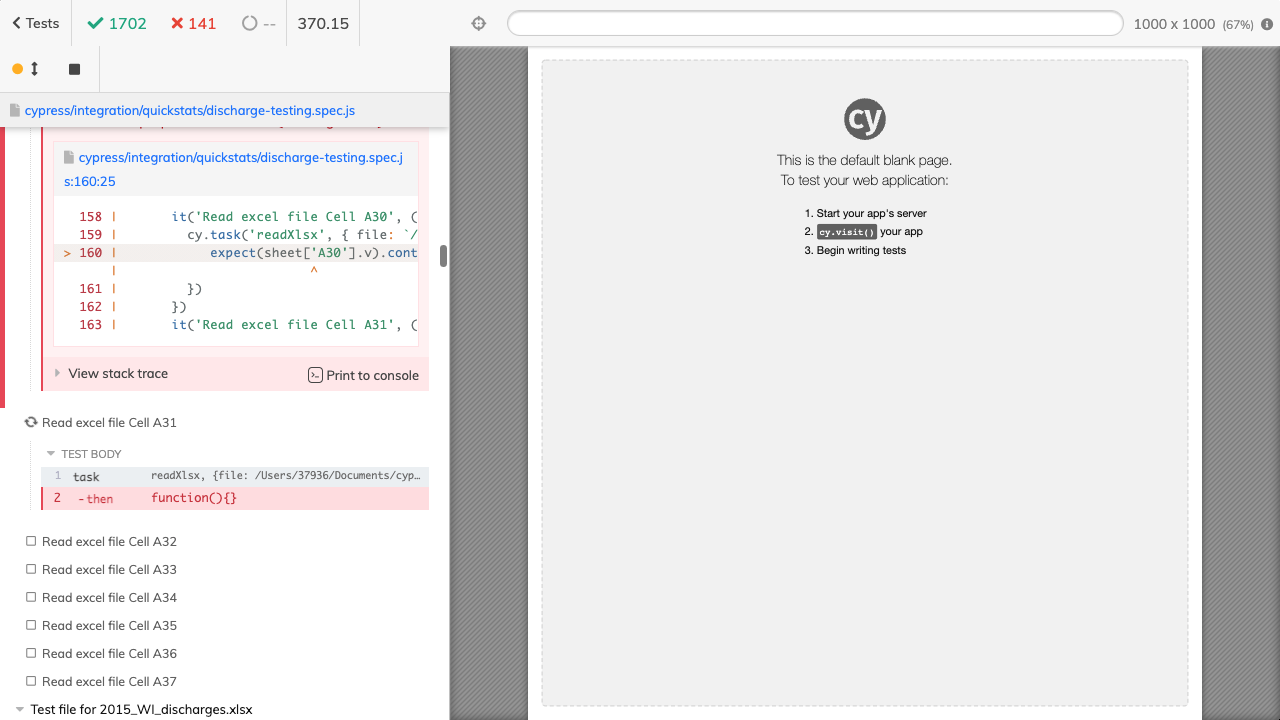 Tests
1702
141
--
370.15
1000 x 1000 (67%)
cypress/integration/quickstats/discharge-testing.spec.js
cypress/integration/quickstats/discharge-testing.spec.j
s:160:25
158 | it('Read excel file Cell A30', (
159 | cy.task('readXlsx', { file: `/
> 160 | expect(sheet['A30'].v).cont
| ^
161 | })
162 | })
163 | it('Read excel file Cell A31', (
View stack trace
Print to console
Read excel file Cell A31
TEST BODY
1 task readXlsx, {file: /Users/37936/Documents/cyp…
2 -then function(){}
Read excel file Cell A32
Read excel file Cell A33
Read excel file Cell A34
Read excel file Cell A35
Read excel file Cell A36
Read excel file Cell A37
Test file for 2015_WI_discharges.xlsx
cy
This is the default blank page.
To test your web application:
1. Start your app's server
2. cy.visit() your app
3. Begin writing tests